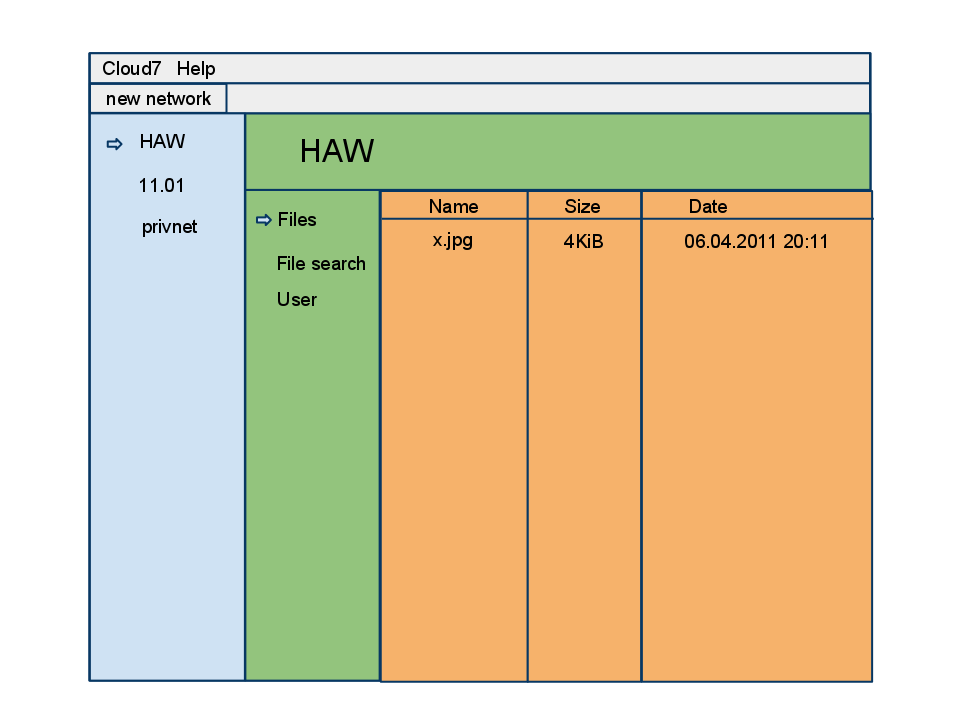 Cloud7 Help
new network
HAW
11.01
privnet
HAW
Files
File search
User
Name Size Date
x.jpg 4KiB 06.04.2011 20:11